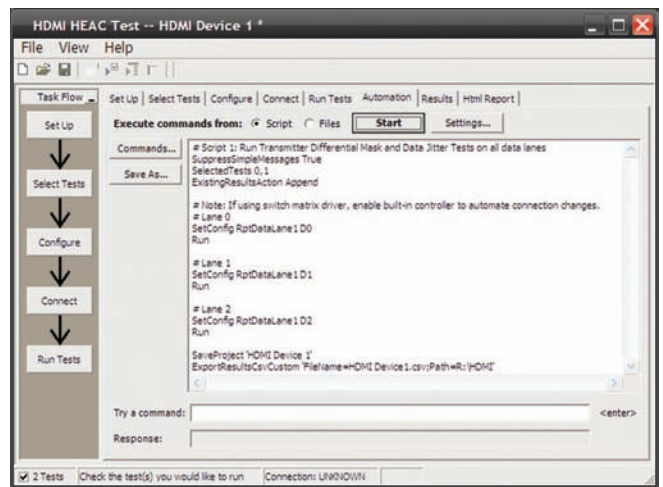 HDMI HEAC Test -- HDMI Device 1 *
File View Help
Task Flow
Set Up | Select Tests | Configure | Connect | Run Tests | Automation | Results | Html Report |
Set Up
Select Tests
Configure
Connect
Run Tests
Execute commands from: Script Files Start Settings...
Commands...
Save As...
# Script 1: Run Transmitter Differential Mask and Data Jitter Tests on all data lanes
SuppressSimpleMessages True
SelectedTests 0,1
ExistingResultsAction Append
# Note: If using switch matrix driver, enable built-in controller to automate connection changes.
# Lane 0
SetConfig RptDataLane1 D0
Run
# Lane 1
SetConfig RptDataLane1 D1
Run
# Lane 2
SetConfig RptDataLane1 D2
Run
SaveProject 'HDMI Device 1'
ExportResultsCsvCustom 'FileName=HDMI Device1.csv;Path=R:\HDMI'
Try a command: <enter>
Response:
2 Tests Check the test(s) you would like to run Connection: UNKNOWN